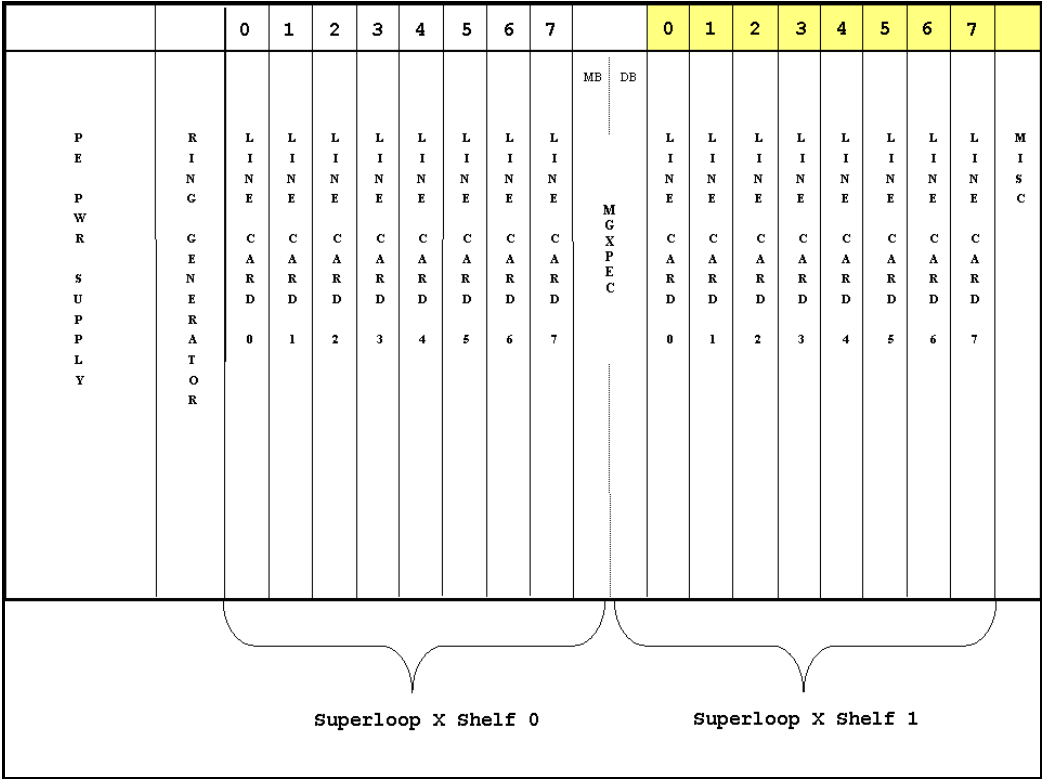 0 1 2 3 4 5 6 7 0 1 2 3 4 5 6 7
MB DB
PE PWR SUPPLY
RING GENERATOR
LINE CARD 0
LINE CARD 1
LINE CARD 2
LINE CARD 3
LINE CARD 4
LINE CARD 5
LINE CARD 6
LINE CARD 7
MGXPEC
LINE CARD 0
LINE CARD 1
LINE CARD 2
LINE CARD 3
LINE CARD 4
LINE CARD 5
LINE CARD 6
LINE CARD 7
MISC
Superloop X Shelf 0
Superloop X Shelf 1